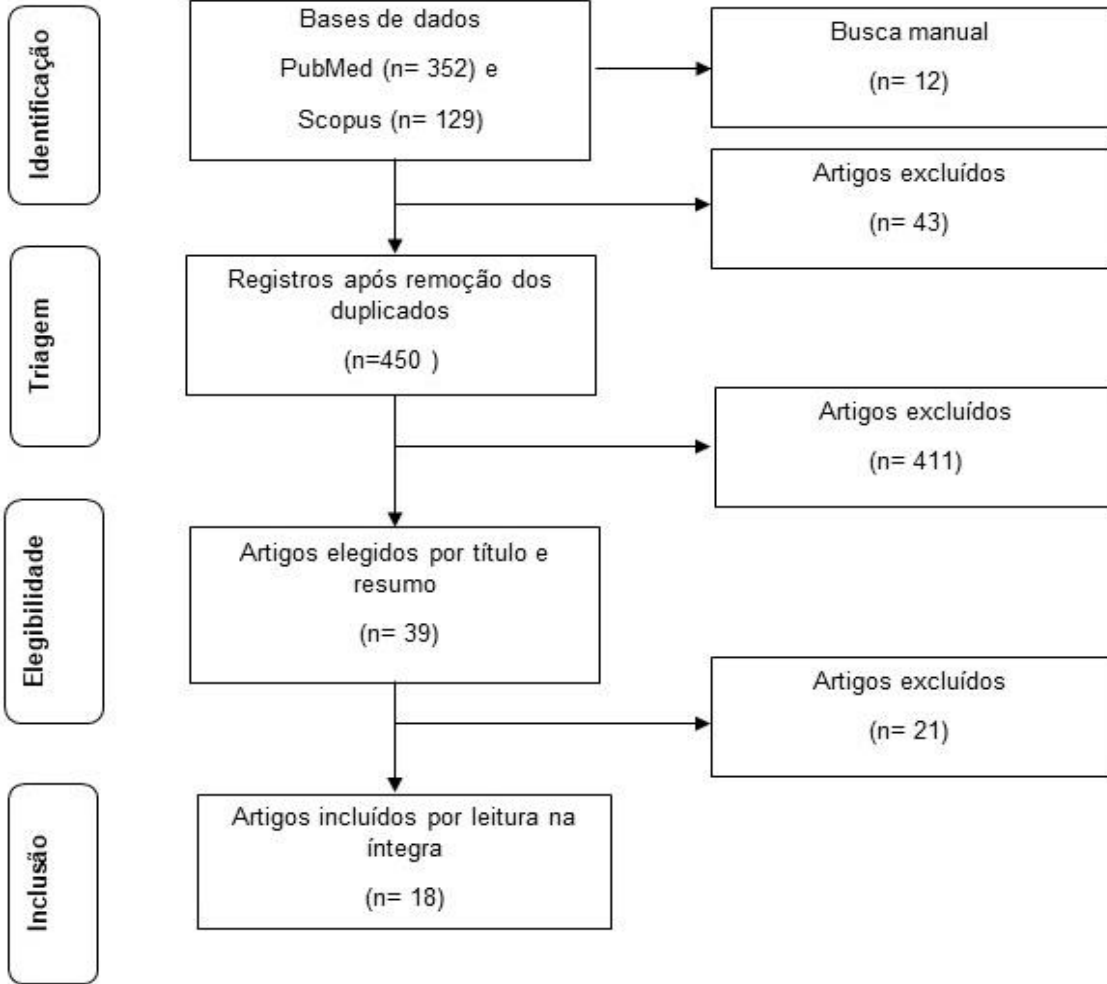 Identificação
Bases de dados
PubMed (n= 352) e
Scopus (n= 129)
Busca manual
(n= 12)
Artigos excluídos
(n= 43)
Triagem
Registros após remoção dos
duplicados
(n=450 )
Artigos excluídos
(n= 411)
Elegibilidade
Artigos elegidos por título e
resumo
(n= 39)
Artigos excluídos
(n= 21)
Inclusão
Artigos incluídos por leitura na
íntegra
(n= 18)